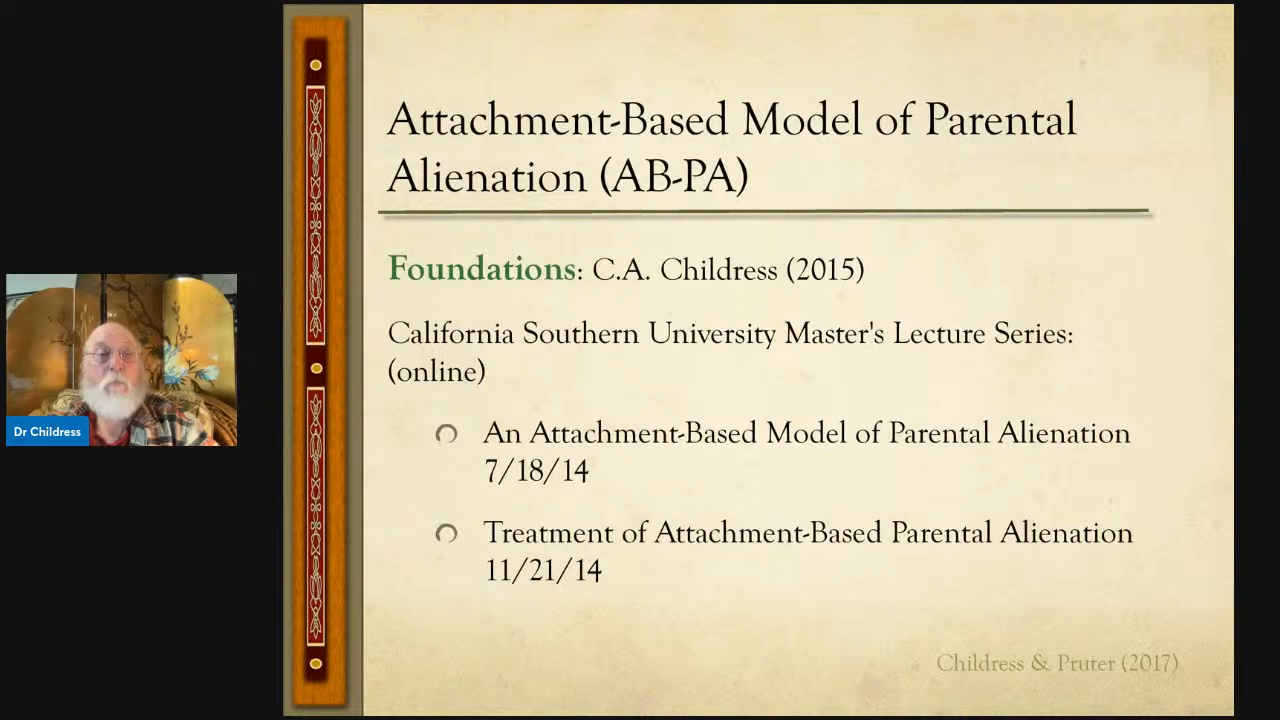 Attachment-Based Model of Parental
Alienation (AB-PA)
Foundations: C.A. Childress (2015)
California Southern University Master's Lecture Series:
(online)
An Attachment-Based Model of Parental Alienation
7/18/14
Treatment of Attachment-Based Parental Alienation
11/21/14
Childress & Pruter (2017)
Dr Childress